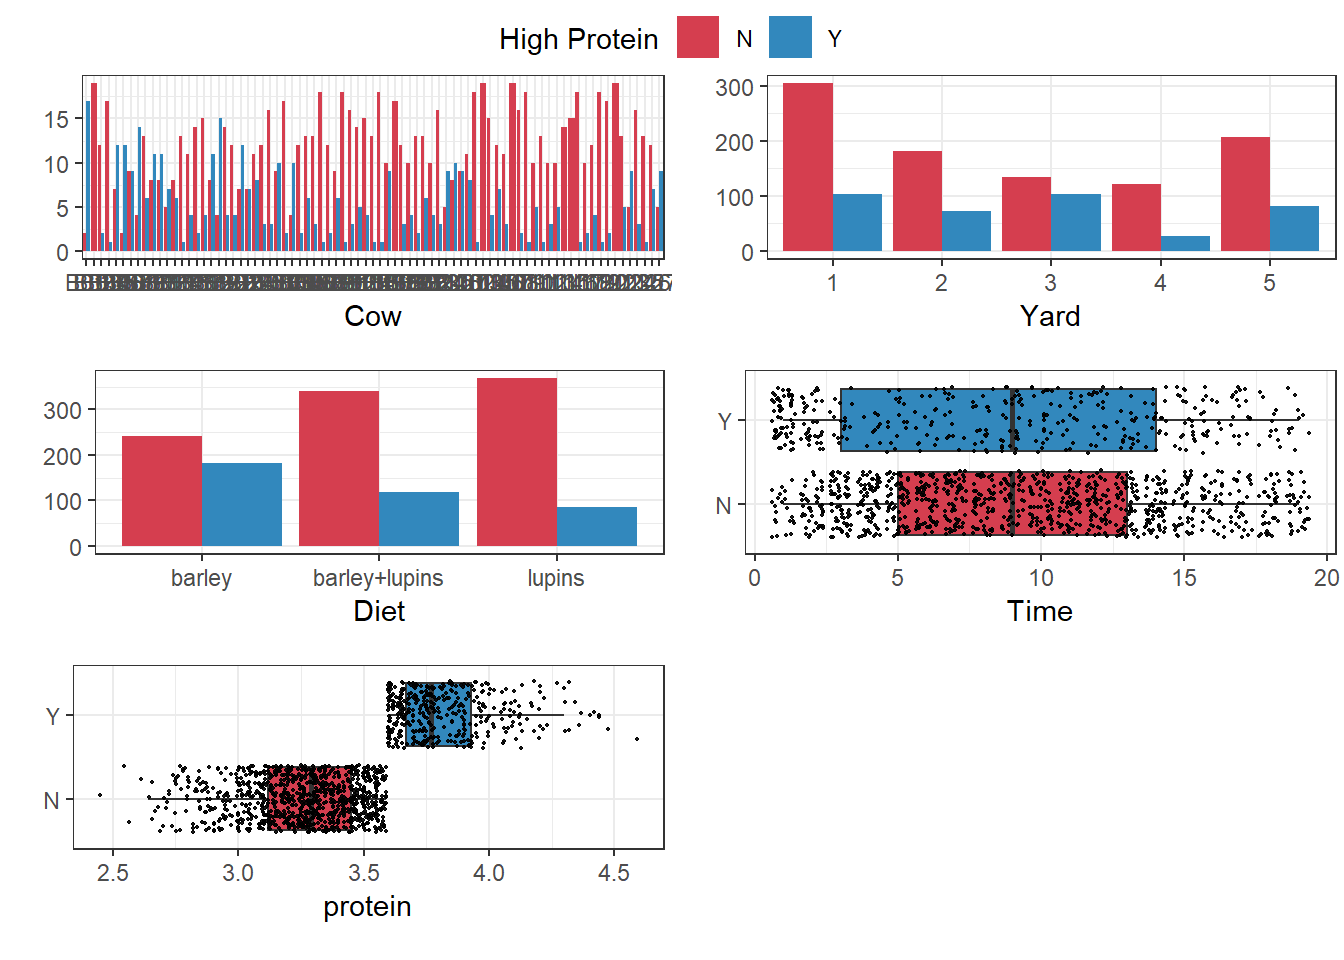 High Protein N Y
15
10
5
0
Cow
300
200
100
0
1 2 3 4 5
Yard
300
200
100
0
barley barley+lupins lupins
Diet
Y
N
0 5 10 15 20
Time
Y
N
2.5 3.0 3.5 4.0 4.5
protein